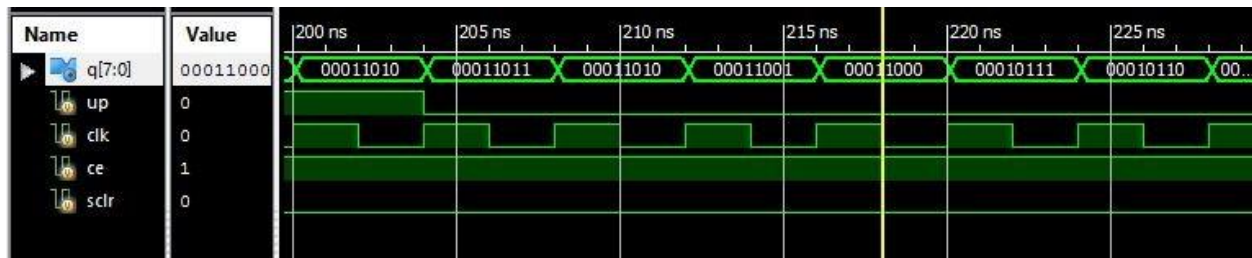 Name Value 200 ns 205 ns 210 ns 215 ns 220 ns 225 ns
q[7:0] 00011000 00011010 00011011 00011010 00011001 00011000 00010111 00010110 00...
up 0
clk 0
ce 1
sclr 0